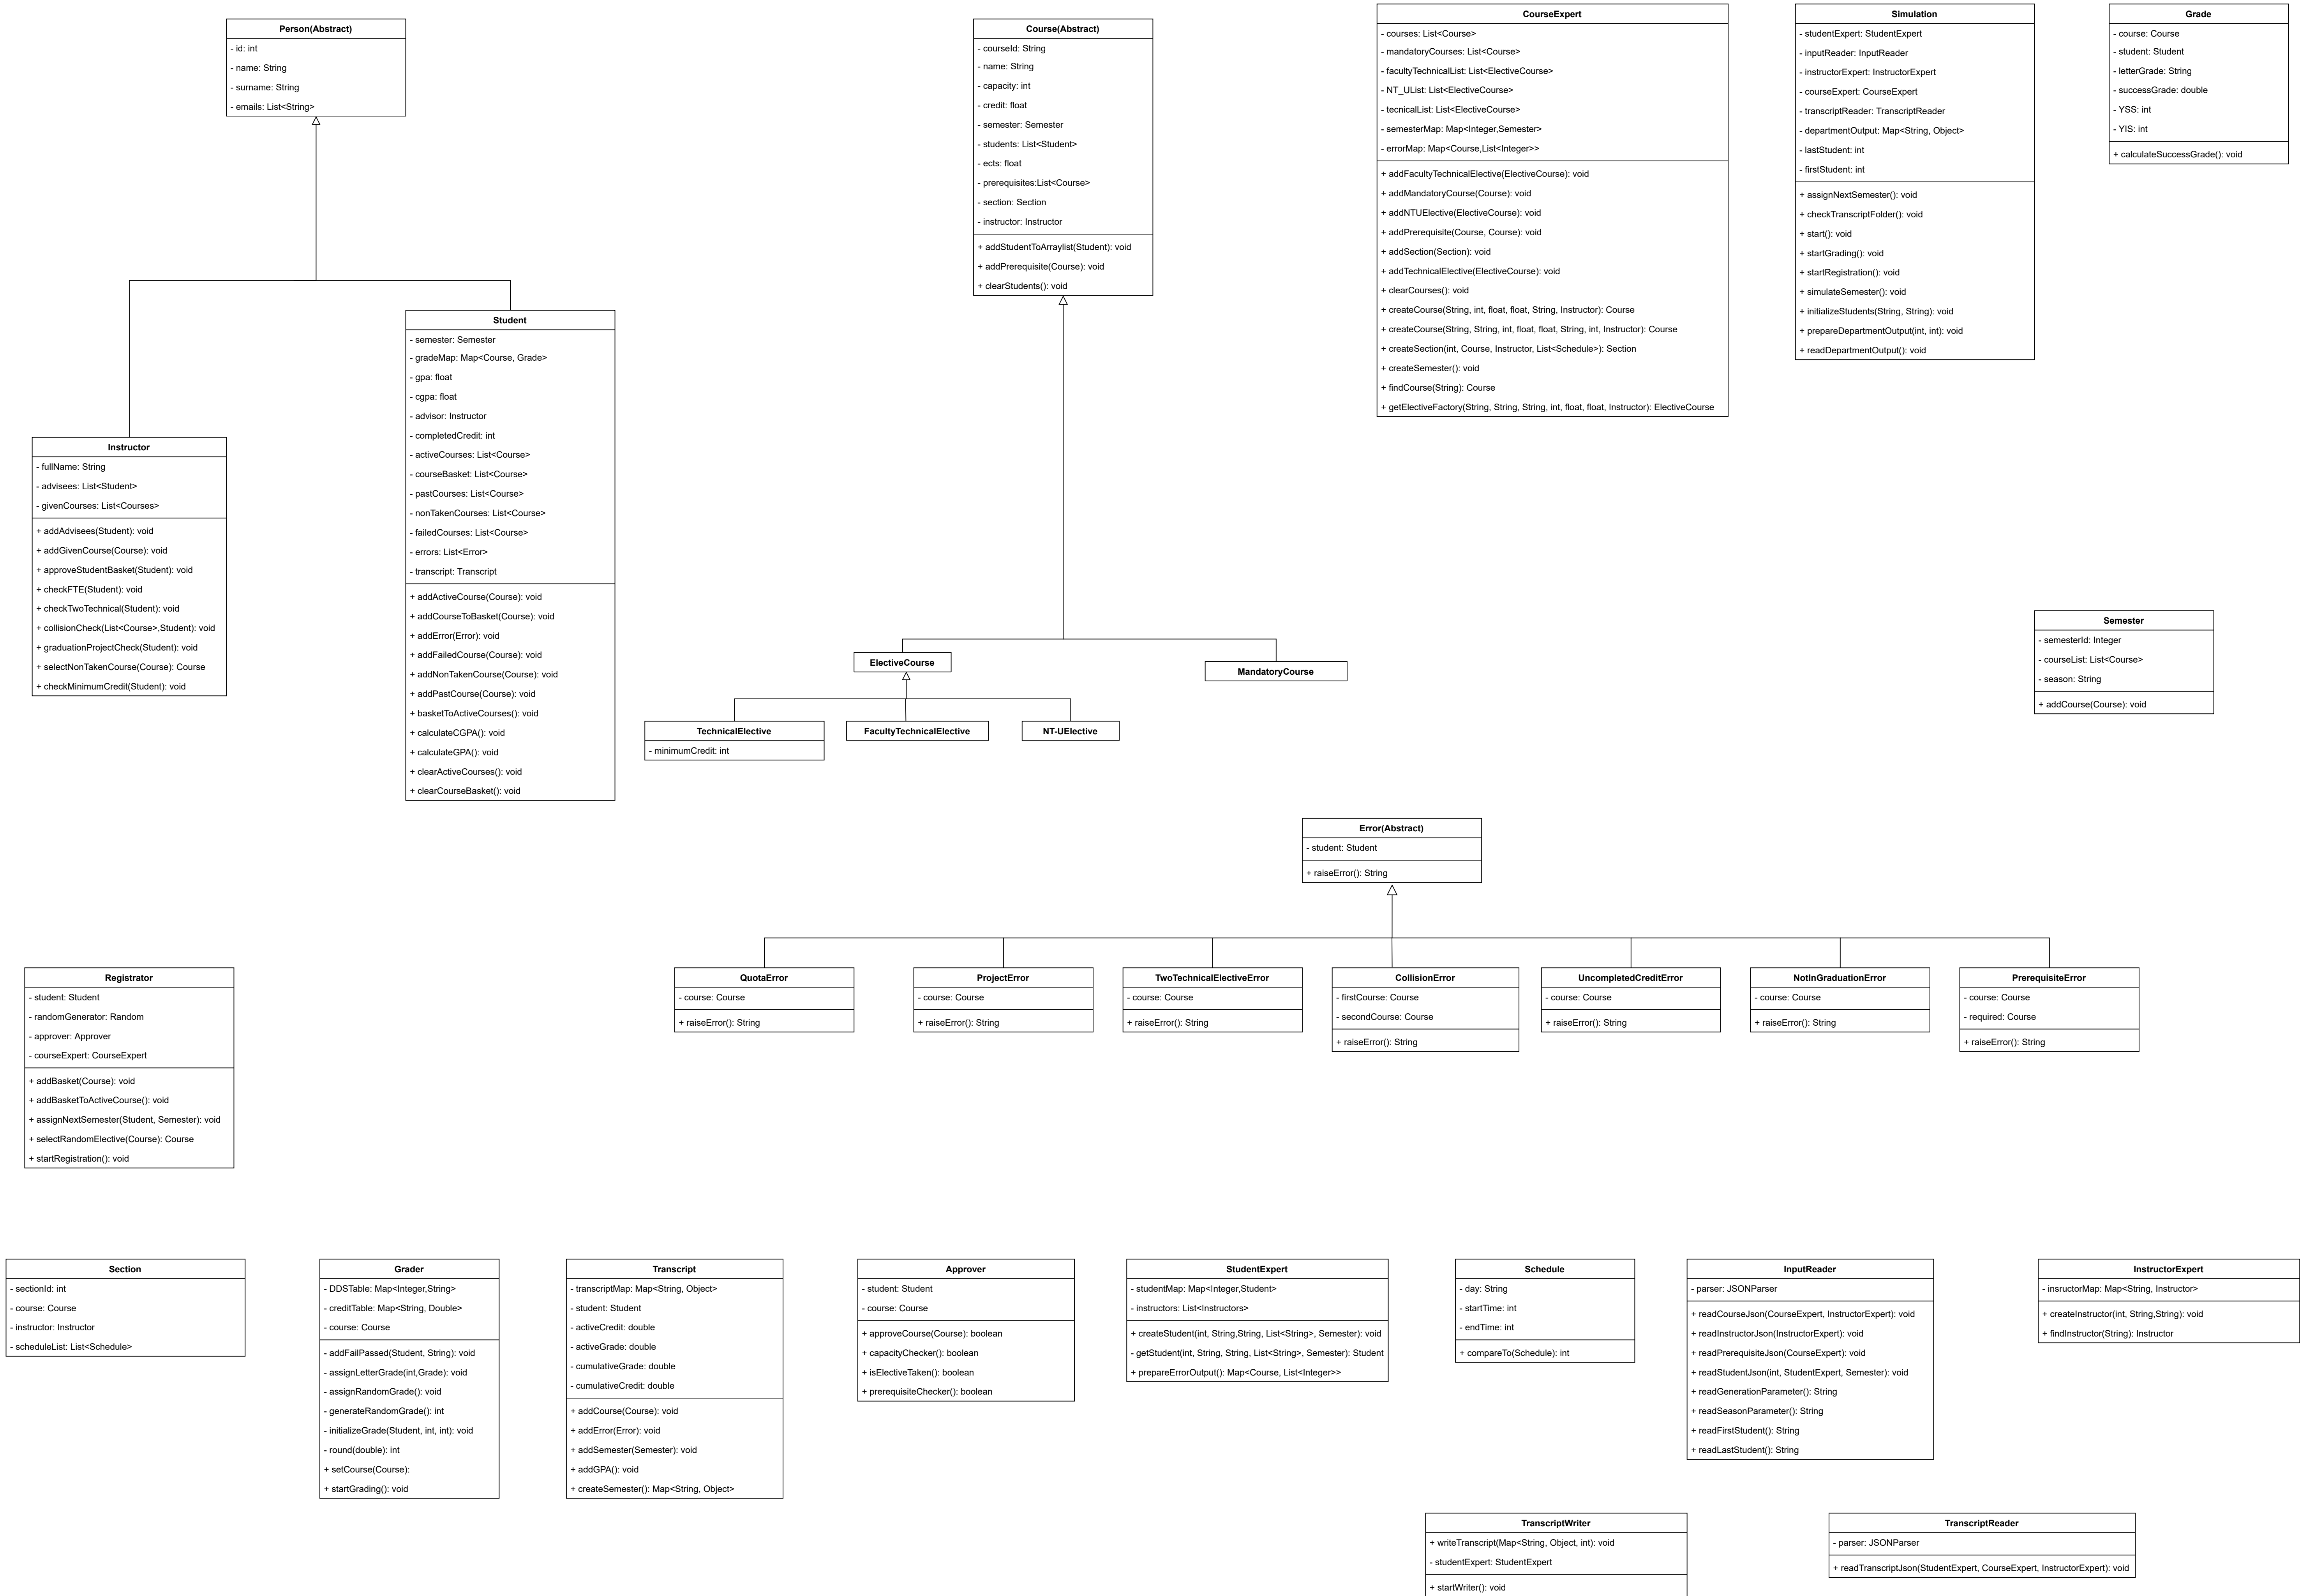 Person(Abstract)
- id: int
- name: String
- surname: String
- emails: List<String>
Course(Abstract)
- courseId: String
- name: String
- capacity: int
- credit: float
- semester: Semester
- students: List<Student>
- ects: float
- prerequisites:List<Course>
- section: Section
- instructor: Instructor
+ addStudentToArraylist(Student): void
+ addPrerequisite(Course): void
+ clearStudents(): void
CourseExpert
- courses: List<Course>
- mandatoryCourses: List<Course>
- facultyTechnicalList: List<ElectiveCourse>
- NT_UList: List<ElectiveCourse>
- tecnicalList: List<ElectiveCourse>
- semesterMap: Map<Integer,Semester>
- errorMap: Map<Course,List<Integer>>
+ addFacultyTechnicalElective(ElectiveCourse): void
+ addMandatoryCourse(Course): void
+ addNTUElective(ElectiveCourse): void
+ addPrerequisite(Course, Course): void
+ addSection(Section): void
+ addTechnicalElective(ElectiveCourse): void
+ clearCourses(): void
+ createCourse(String, int, float, float, String, Instructor): Course
+ createCourse(String, String, int, float, float, String, int, Instructor): Course
+ createSection(int, Course, Instructor, List<Schedule>): Section
+ createSemester(): void
+ findCourse(String): Course
+ getElectiveFactory(String, String, String, int, float, float, Instructor): ElectiveCourse
Simulation
- studentExpert: StudentExpert
- inputReader: InputReader
- instructorExpert: InstructorExpert
- courseExpert: CourseExpert
- transcriptReader: TranscriptReader
- departmentOutput: Map<String, Object>
- lastStudent: int
- firstStudent: int
+ assignNextSemester(): void
+ checkTranscriptFolder(): void
+ start(): void
+ startGrading(): void
+ startRegistration(): void
+ simulateSemester(): void
+ initializeStudents(String, String): void
+ prepareDepartmentOutput(int, int): void
+ readDepartmentOutput(): void
Grade
- course: Course
- student: Student
- letterGrade: String
- successGrade: double
- YSS: int
- YIS: int
+ calculateSuccessGrade(): void
Instructor
- fullName: String
- advisees: List<Student>
- givenCourses: List<Courses>
+ addAdvisees(Student): void
+ addGivenCourse(Course): void
+ approveStudentBasket(Student): void
+ checkFTE(Student): void
+ checkTwoTechnical(Student): void
+ collisionCheck(List<Course>,Student): void
+ graduationProjectCheck(Student): void
+ selectNonTakenCourse(Course): Course
+ checkMinimumCredit(Student): void
Student
- semester: Semester
- gradeMap: Map<Course, Grade>
- gpa: float
- cgpa: float
- advisor: Instructor
- completedCredit: int
- activeCourses: List<Course>
- courseBasket: List<Course>
- pastCourses: List<Course>
- nonTakenCourses: List<Course>
- failedCourses: List<Course>
- errors: List<Error>
- transcript: Transcript
+ addActiveCourse(Course): void
+ addCourseToBasket(Course): void
+ addError(Error): void
+ addFailedCourse(Course): void
+ addNonTakenCourse(Course): void
+ addPastCourse(Course): void
+ basketToActiveCourses(): void
+ calculateCGPA(): void
+ calculateGPA(): void
+ clearActiveCourses(): void
+ clearCourseBasket(): void
ElectiveCourse
MandatoryCourse
TechnicalElective
- minimumCredit: int
FacultyTechnicalElective
NT-UElective
Semester
- semesterId: Integer
- courseList: List<Course>
- season: String
+ addCourse(Course): void
Error(Abstract)
- student: Student
+ raiseError(): String
Registrator
- student: Student
- randomGenerator: Random
- approver: Approver
- courseExpert: CourseExpert
+ addBasket(Course): void
+ addBasketToActiveCourse(): void
+ assignNextSemester(Student, Semester): void
+ selectRandomElective(Course): Course
+ startRegistration(): void
QuotaError
- course: Course
+ raiseError(): String
ProjectError
- course: Course
+ raiseError(): String
TwoTechnicalElectiveError
- course: Course
+ raiseError(): String
CollisionError
- firstCourse: Course
- secondCourse: Course
+ raiseError(): String
UncompletedCreditError
- course: Course
+ raiseError(): String
NotInGraduationError
- course: Course
+ raiseError(): String
PrerequisiteError
- course: Course
- required: Course
+ raiseError(): String
Section
- sectionId: int
- course: Course
- instructor: Instructor
- scheduleList: List<Schedule>
Grader
- DDSTable: Map<Integer,String>
- creditTable: Map<String, Double>
- course: Course
- addFailPassed(Student, String): void
- assignLetterGrade(int,Grade): void
- assignRandomGrade(): void
- generateRandomGrade(): int
- initializeGrade(Student, int, int): void
- round(double): int
+ setCourse(Course):
+ startGrading(): void
Transcript
- transcriptMap: Map<String, Object>
- student: Student
- activeCredit: double
- activeGrade: double
- cumulativeGrade: double
- cumulativeCredit: double
+ addCourse(Course): void
+ addError(Error): void
+ addSemester(Semester): void
+ addGPA(): void
+ createSemester(): Map<String, Object>
Approver
- student: Student
- course: Course
+ approveCourse(Course): boolean
+ capacityChecker(): boolean
+ isElectiveTaken(): boolean
+ prerequisiteChecker(): boolean
StudentExpert
- studentMap: Map<Integer,Student>
- instructors: List<Instructors>
+ createStudent(int, String,String, List<String>, Semester): void
- getStudent(int, String, String, List<String>, Semester): Student
+ prepareErrorOutput(): Map<Course, List<Integer>>
Schedule
- day: String
- startTime: int
- endTime: int
+ compareTo(Schedule): int
InputReader
- parser: JSONParser
+ readCourseJson(CourseExpert, InstructorExpert): void
+ readInstructorJson(InstructorExpert): void
+ readPrerequisiteJson(CourseExpert): void
+ readStudentJson(int, StudentExpert, Semester): void
+ readGenerationParameter(): String
+ readSeasonParameter(): String
+ readFirstStudent(): String
+ readLastStudent(): String
InstructorExpert
- insructorMap: Map<String, Instructor>
+ createInstructor(int, String,String): void
+ findInstructor(String): Instructor
TranscriptWriter
+ writeTranscript(Map<String, Object, int): void
- studentExpert: StudentExpert
+ startWriter(): void
TranscriptReader
- parser: JSONParser
+ readTranscriptJson(StudentExpert, CourseExpert, InstructorExpert): void